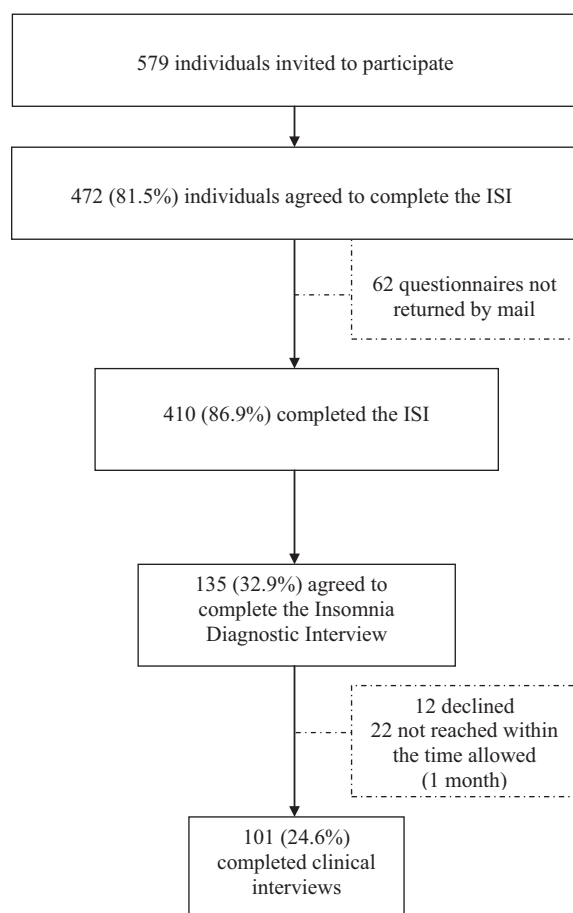 579 individuals invited to participate
472 (81.5%) individuals agreed to complete the ISI
62 questionnaires not
returned by mail
410 (86.9%) completed the ISI
135 (32.9%) agreed to
complete the Insomnia
Diagnostic Interview
12 declined
22 not reached within
the time allowed
(1 month)
101 (24.6%)
completed clinical
interviews